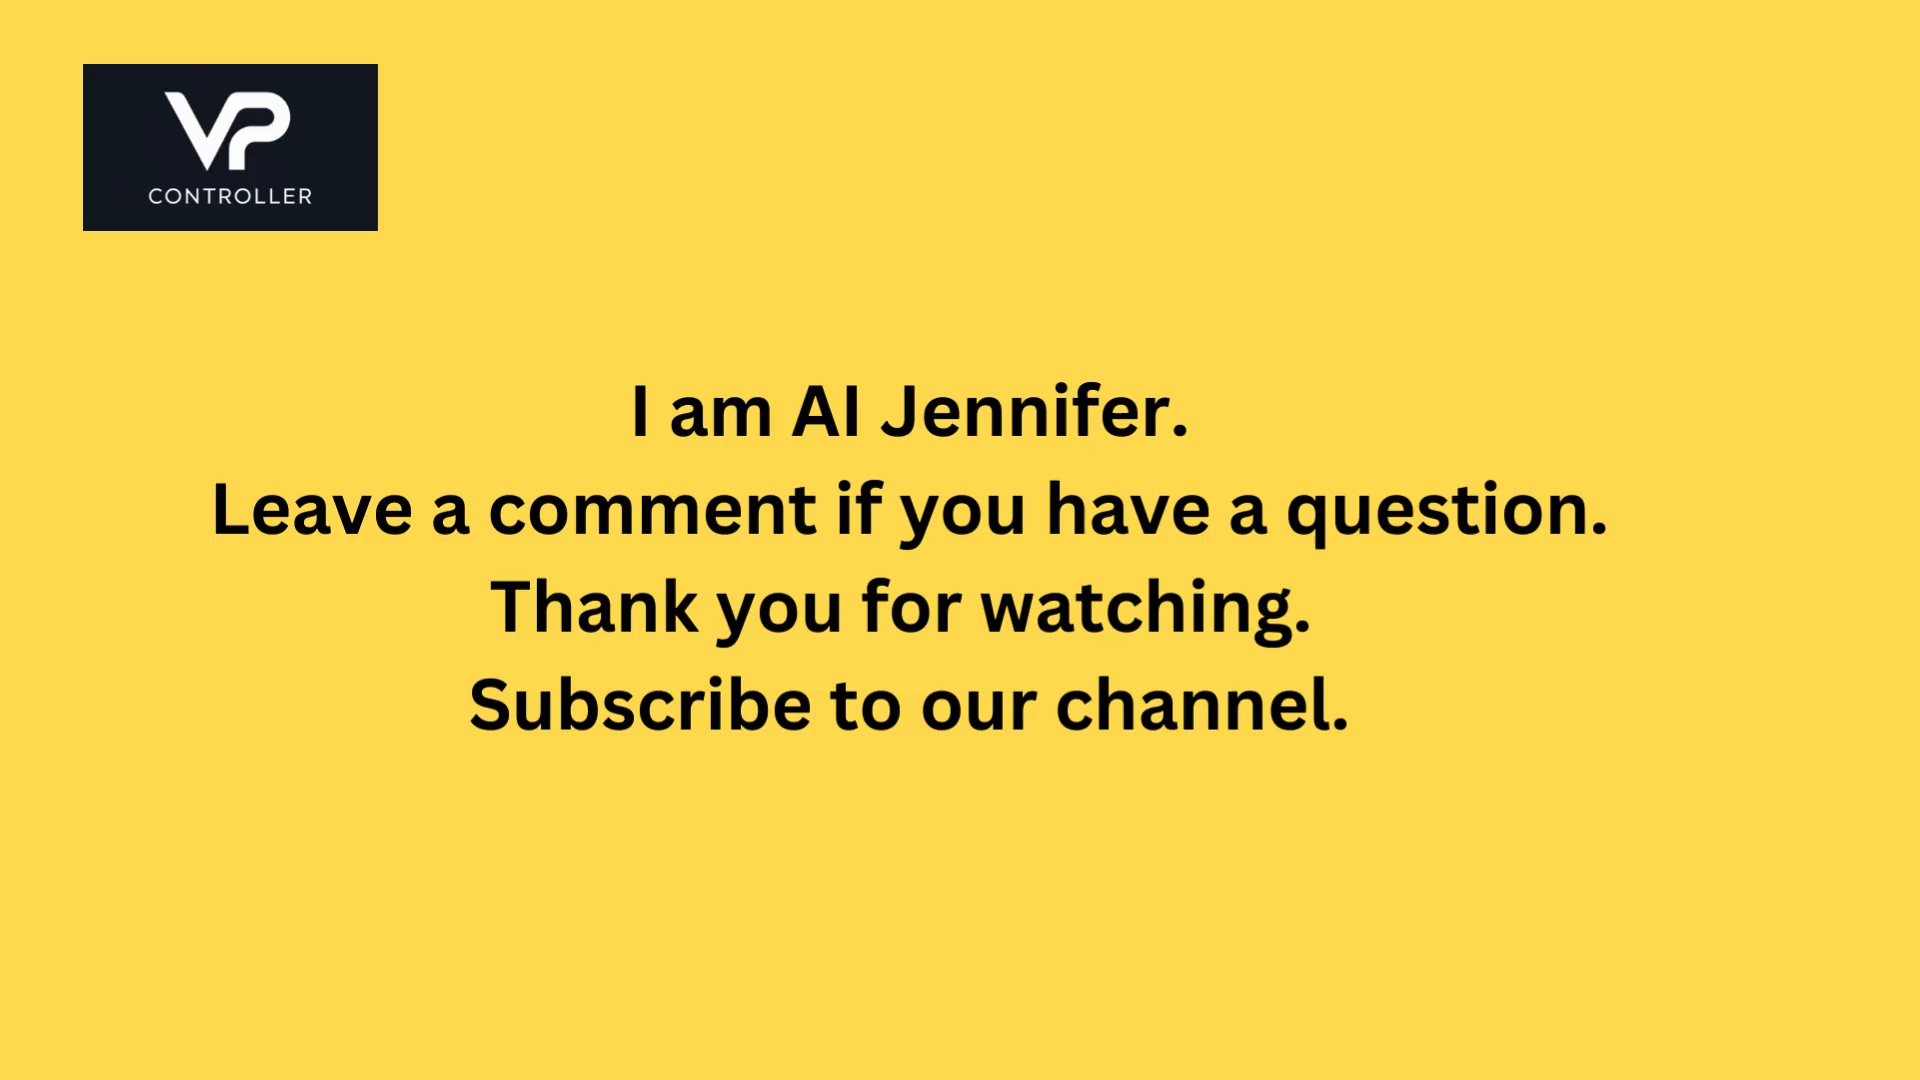 VP
CONTROLLER
I am AI Jennifer.
Leave a comment if you have a question.
Thank you for watching.
Subscribe to our channel.